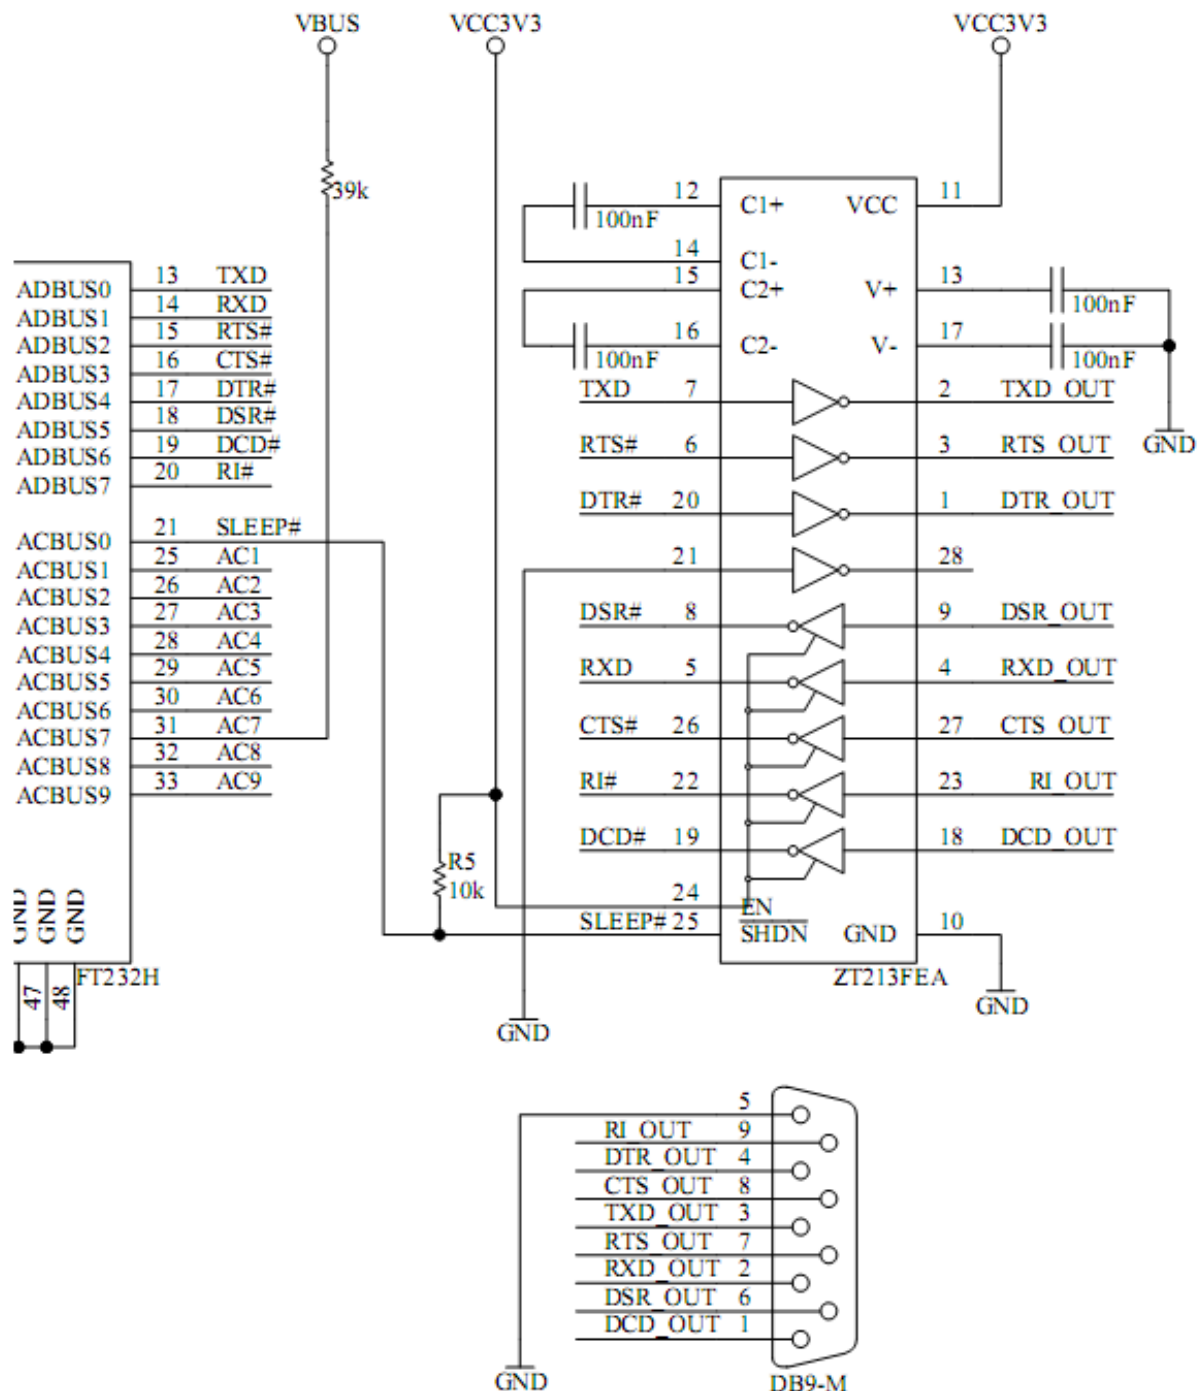 VBUS
VCC3V3
VCC3V3
39k
ADBUS0 13 TXD
ADBUS1 14 RXD
ADBUS2 15 RTS#
ADBUS3 16 CTS#
ADBUS4 17 DTR#
ADBUS5 18 DSR#
ADBUS6 19 DCD#
ADBUS7 20 RI#
ACBUS0 21 SLEEP#
ACBUS1 25 AC1
ACBUS2 26 AC2
ACBUS3 27 AC3
ACBUS4 28 AC4
ACBUS5 29 AC5
ACBUS6 30 AC6
ACBUS7 31 AC7
ACBUS8 32 AC8
ACBUS9 33 AC9
GND
GND
GND
47
48
FT232H
R5
10k
100nF
12 C1+ VCC 11
14 C1-
15 C2+ V+ 13
100nF
16 C2- V- 17
100nF
100nF
GND
TXD 7 2 TXD_OUT
RTS# 6 3 RTS_OUT
DTR# 20 1 DTR_OUT
21 28
DSR# 8 9 DSR_OUT
RXD 5 4 RXD_OUT
CTS# 26 27 CTS_OUT
RI# 22 23 RI_OUT
DCD# 19 18 DCD_OUT
24 EN
SLEEP# 25 SHDN GND 10
ZT213FEA
GND
GND
5
RI_OUT 9
DTR_OUT 4
CTS_OUT 8
TXD_OUT 3
RTS_OUT 7
RXD_OUT 2
DSR_OUT 6
DCD_OUT 1
GND
DB9-M